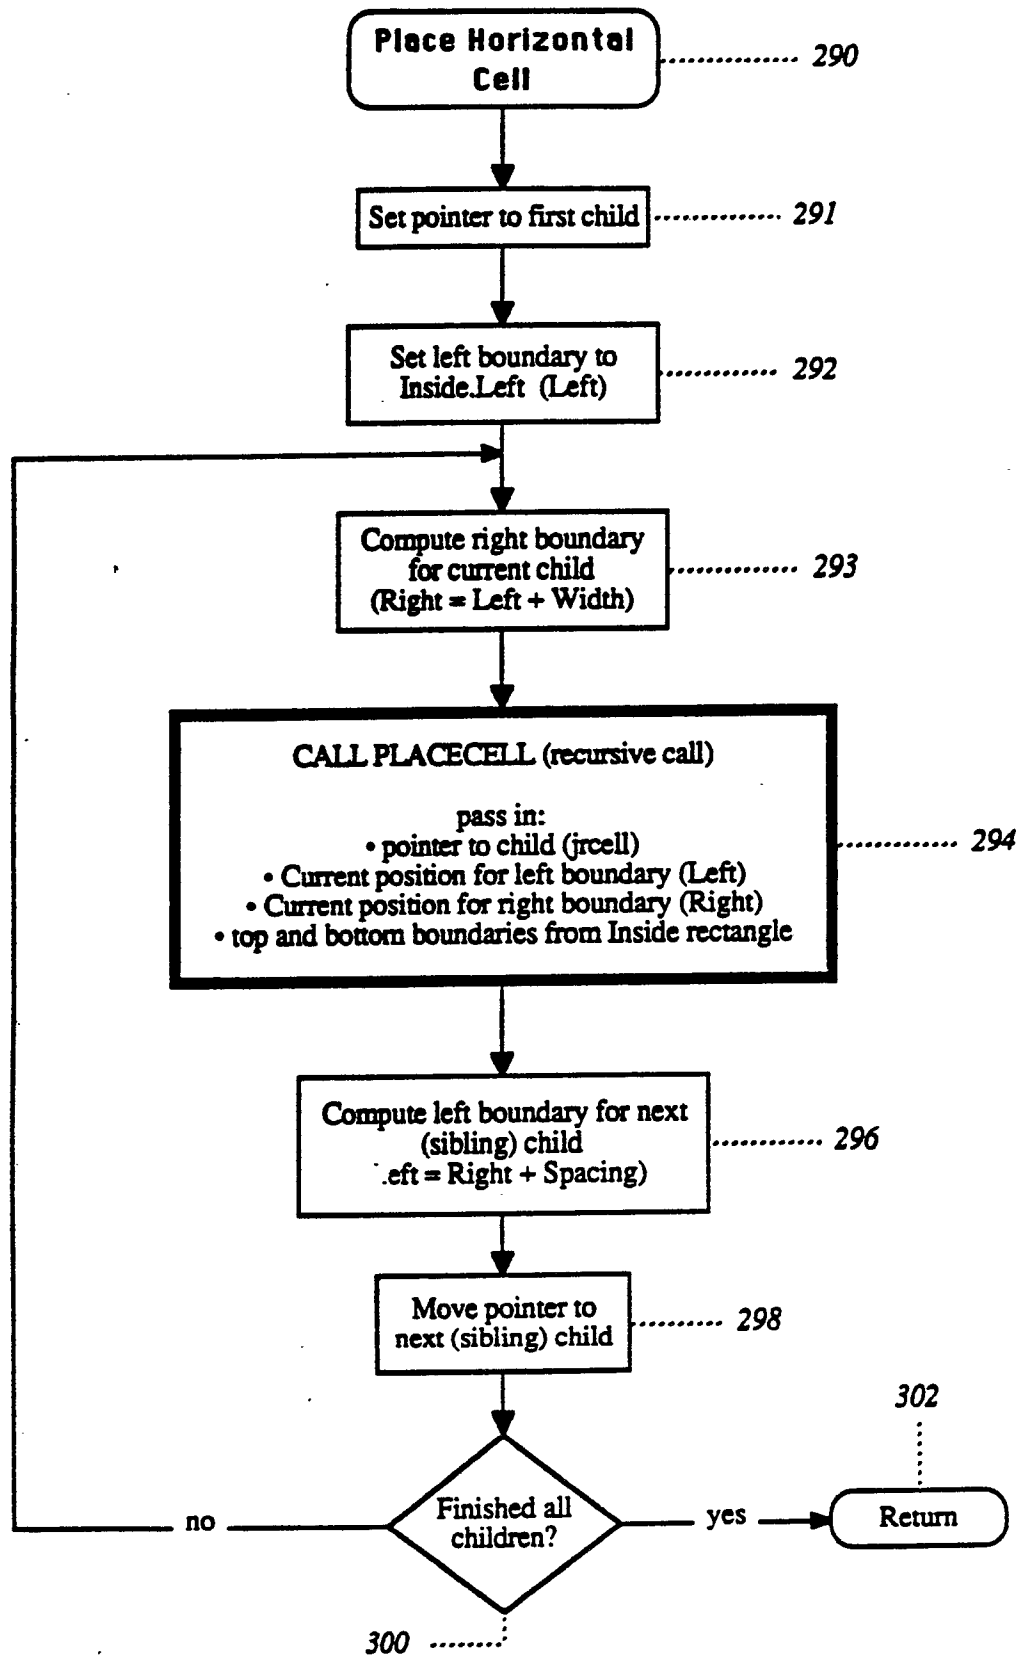 Place Horizontal
Cell
290
Set pointer to first child
291
Set left boundary to
Inside.Left (Left)
292
Compute right boundary
for current child
(Right = Left + Width)
293
CALL PLACECELL (recursive call)
pass in:
• pointer to child (jrcell)
• Current position for left boundary (Left)
• Current position for right boundary (Right)
• top and bottom boundaries from Inside rectangle
294
Compute left boundary for next
(sibling) child
.eft = Right + Spacing)
296
Move pointer to
next (sibling) child
298
302
Finished all
children?
no
yes
Return
300